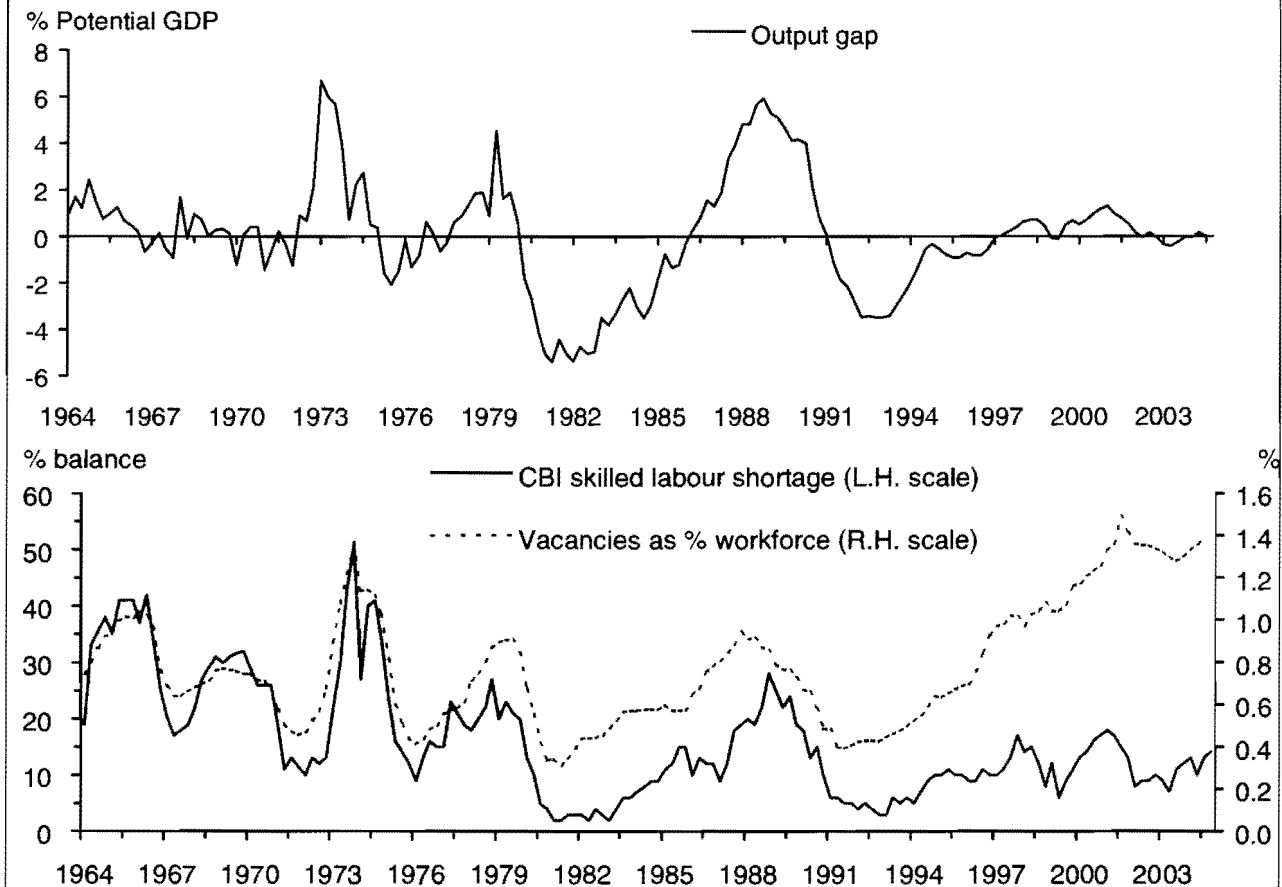 % Potential GDP
Output gap
8
6
4
2
0
-2
-4
-6
1964 1967 1970 1973 1976 1979 1982 1985 1988 1991 1994 1997 2000 2003
% balance %
CBI skilled labour shortage (L.H. scale)
Vacancies as % workforce (R.H. scale)
60 1.6
50 1.4
1.2
40 1.0
30 0.8
20 0.6
0.4
10 0.2
0 0.0
1964 1967 1970 1973 1976 1979 1982 1985 1988 1991 1994 1997 2000 2003